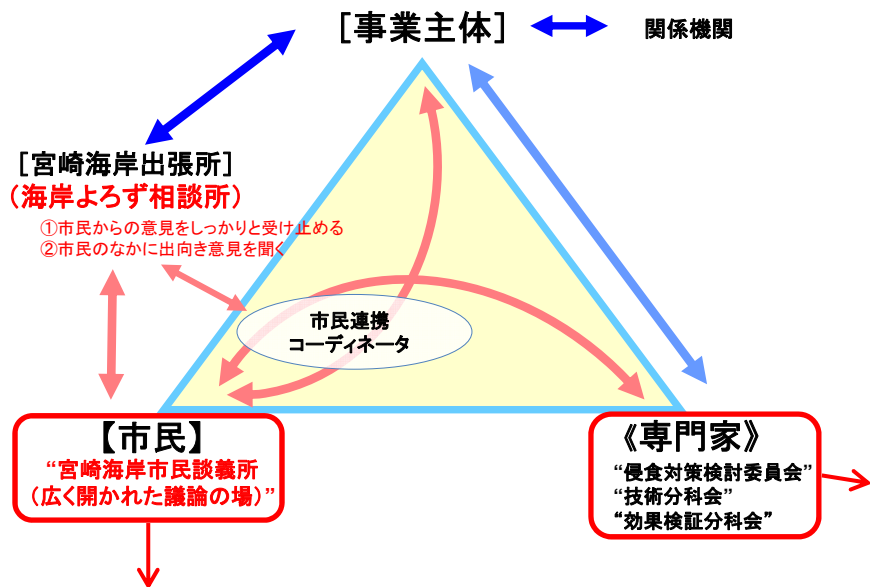 [事業主体]
関係機関
[宮崎海岸出張所]
(海岸よろず相談所)
①市民からの意見をしっかりと受け止める
②市民のなかに出向き意見を聞く
市民連携
コーディネータ
【市民】
“宮崎海岸市民談義所
(広く開かれた議論の場)”
《専門家》
“侵食対策検討委員会”
“技術分科会”
“効果検証分科会”